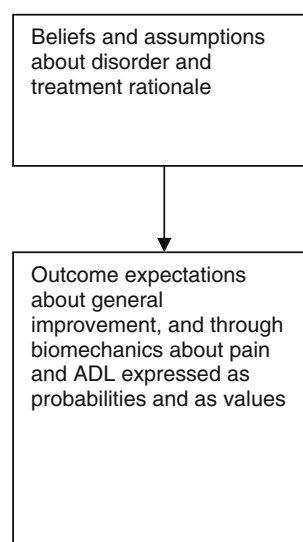 Beliefs and assumptions
about disorder and
treatment rationale
Outcome expectations
about general
improvement, and through
biomechanics about pain
and ADL expressed as
probabilities and as values